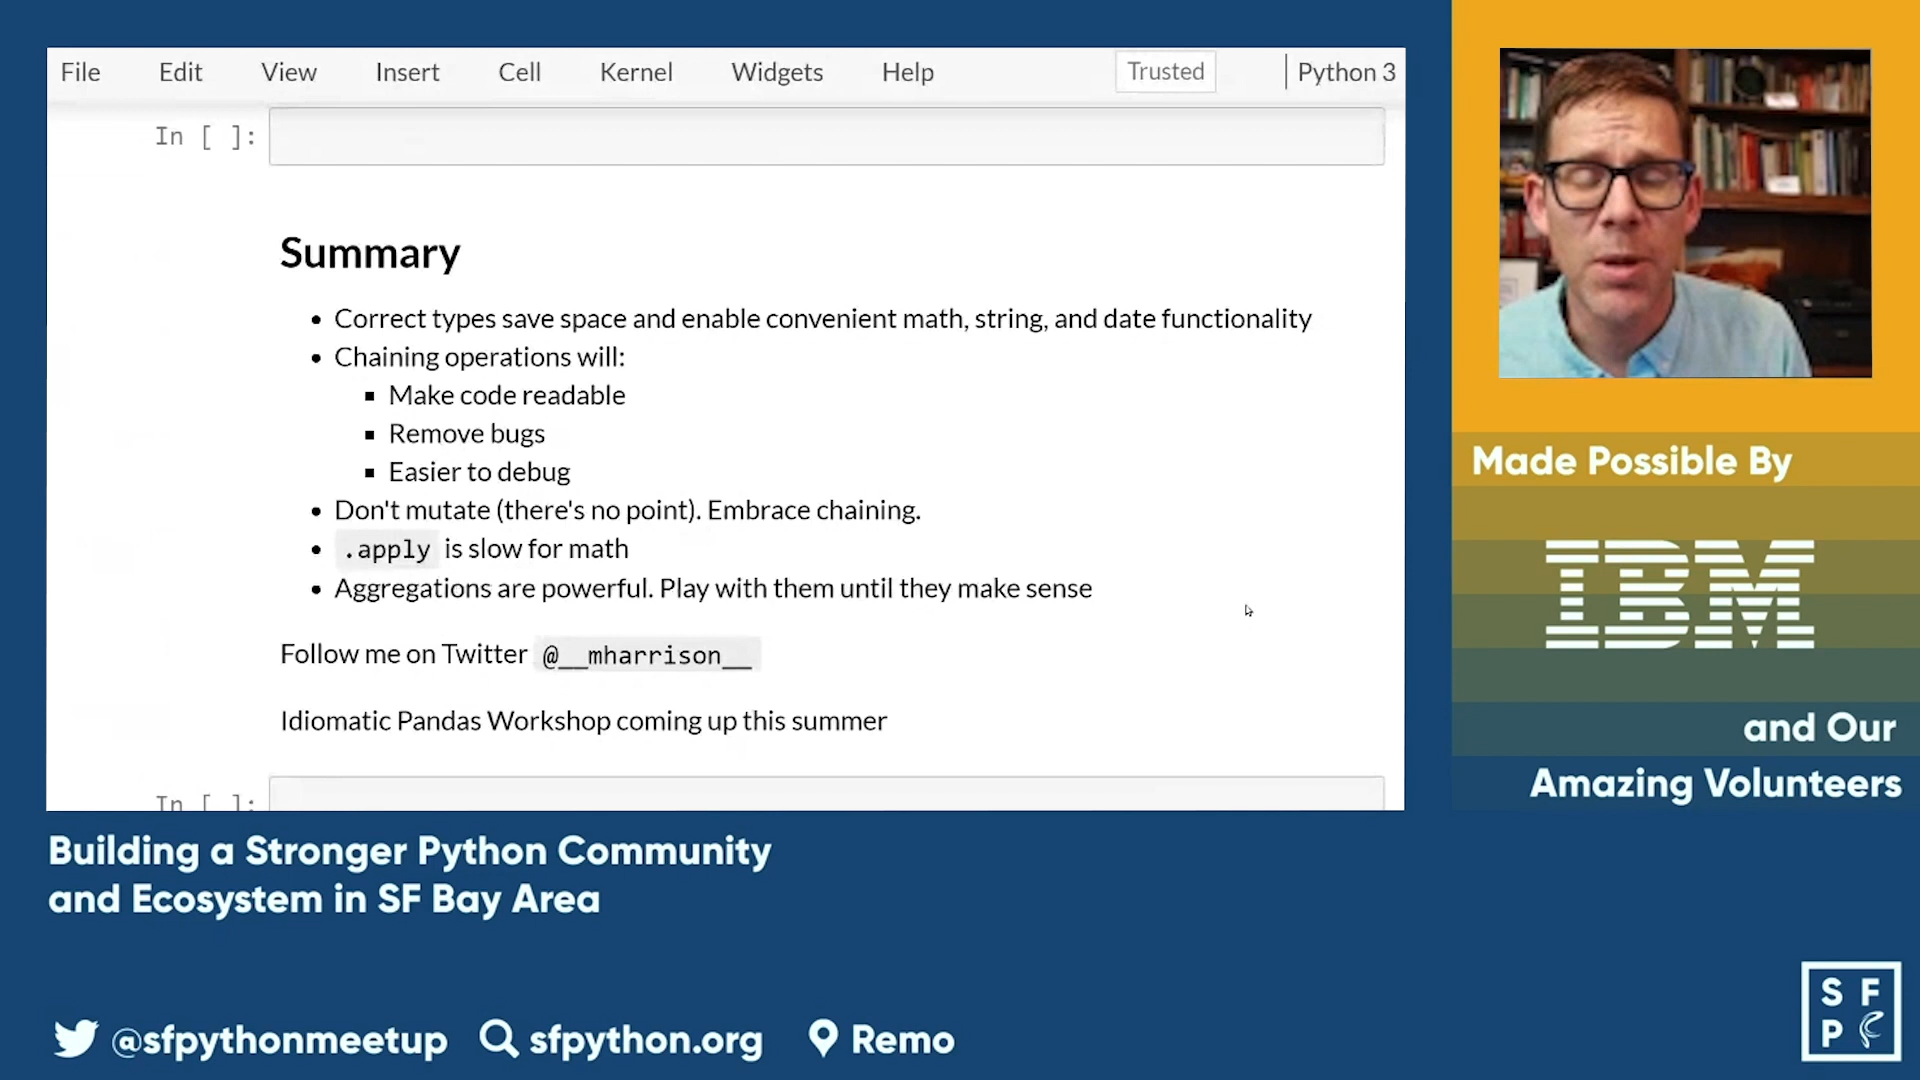 File Edit View Insert Cell Kernel Widgets Help Trusted Python 3
In [ ]:
Summary
Correct types save space and enable convenient math, string, and date functionality
Chaining operations will:
Make code readable
Remove bugs
Easier to debug
Don't mutate (there's no point). Embrace chaining.
.apply is slow for math
Aggregations are powerful. Play with them until they make sense
Follow me on Twitter @__mharrison__
Idiomatic Pandas Workshop coming up this summer
In [ ]:
Made Possible By
IBM
and Our
Amazing Volunteers
Building a Stronger Python Community
and Ecosystem in SF Bay Area
@sfpythonmeetup sfpython.org Remo
S F
P